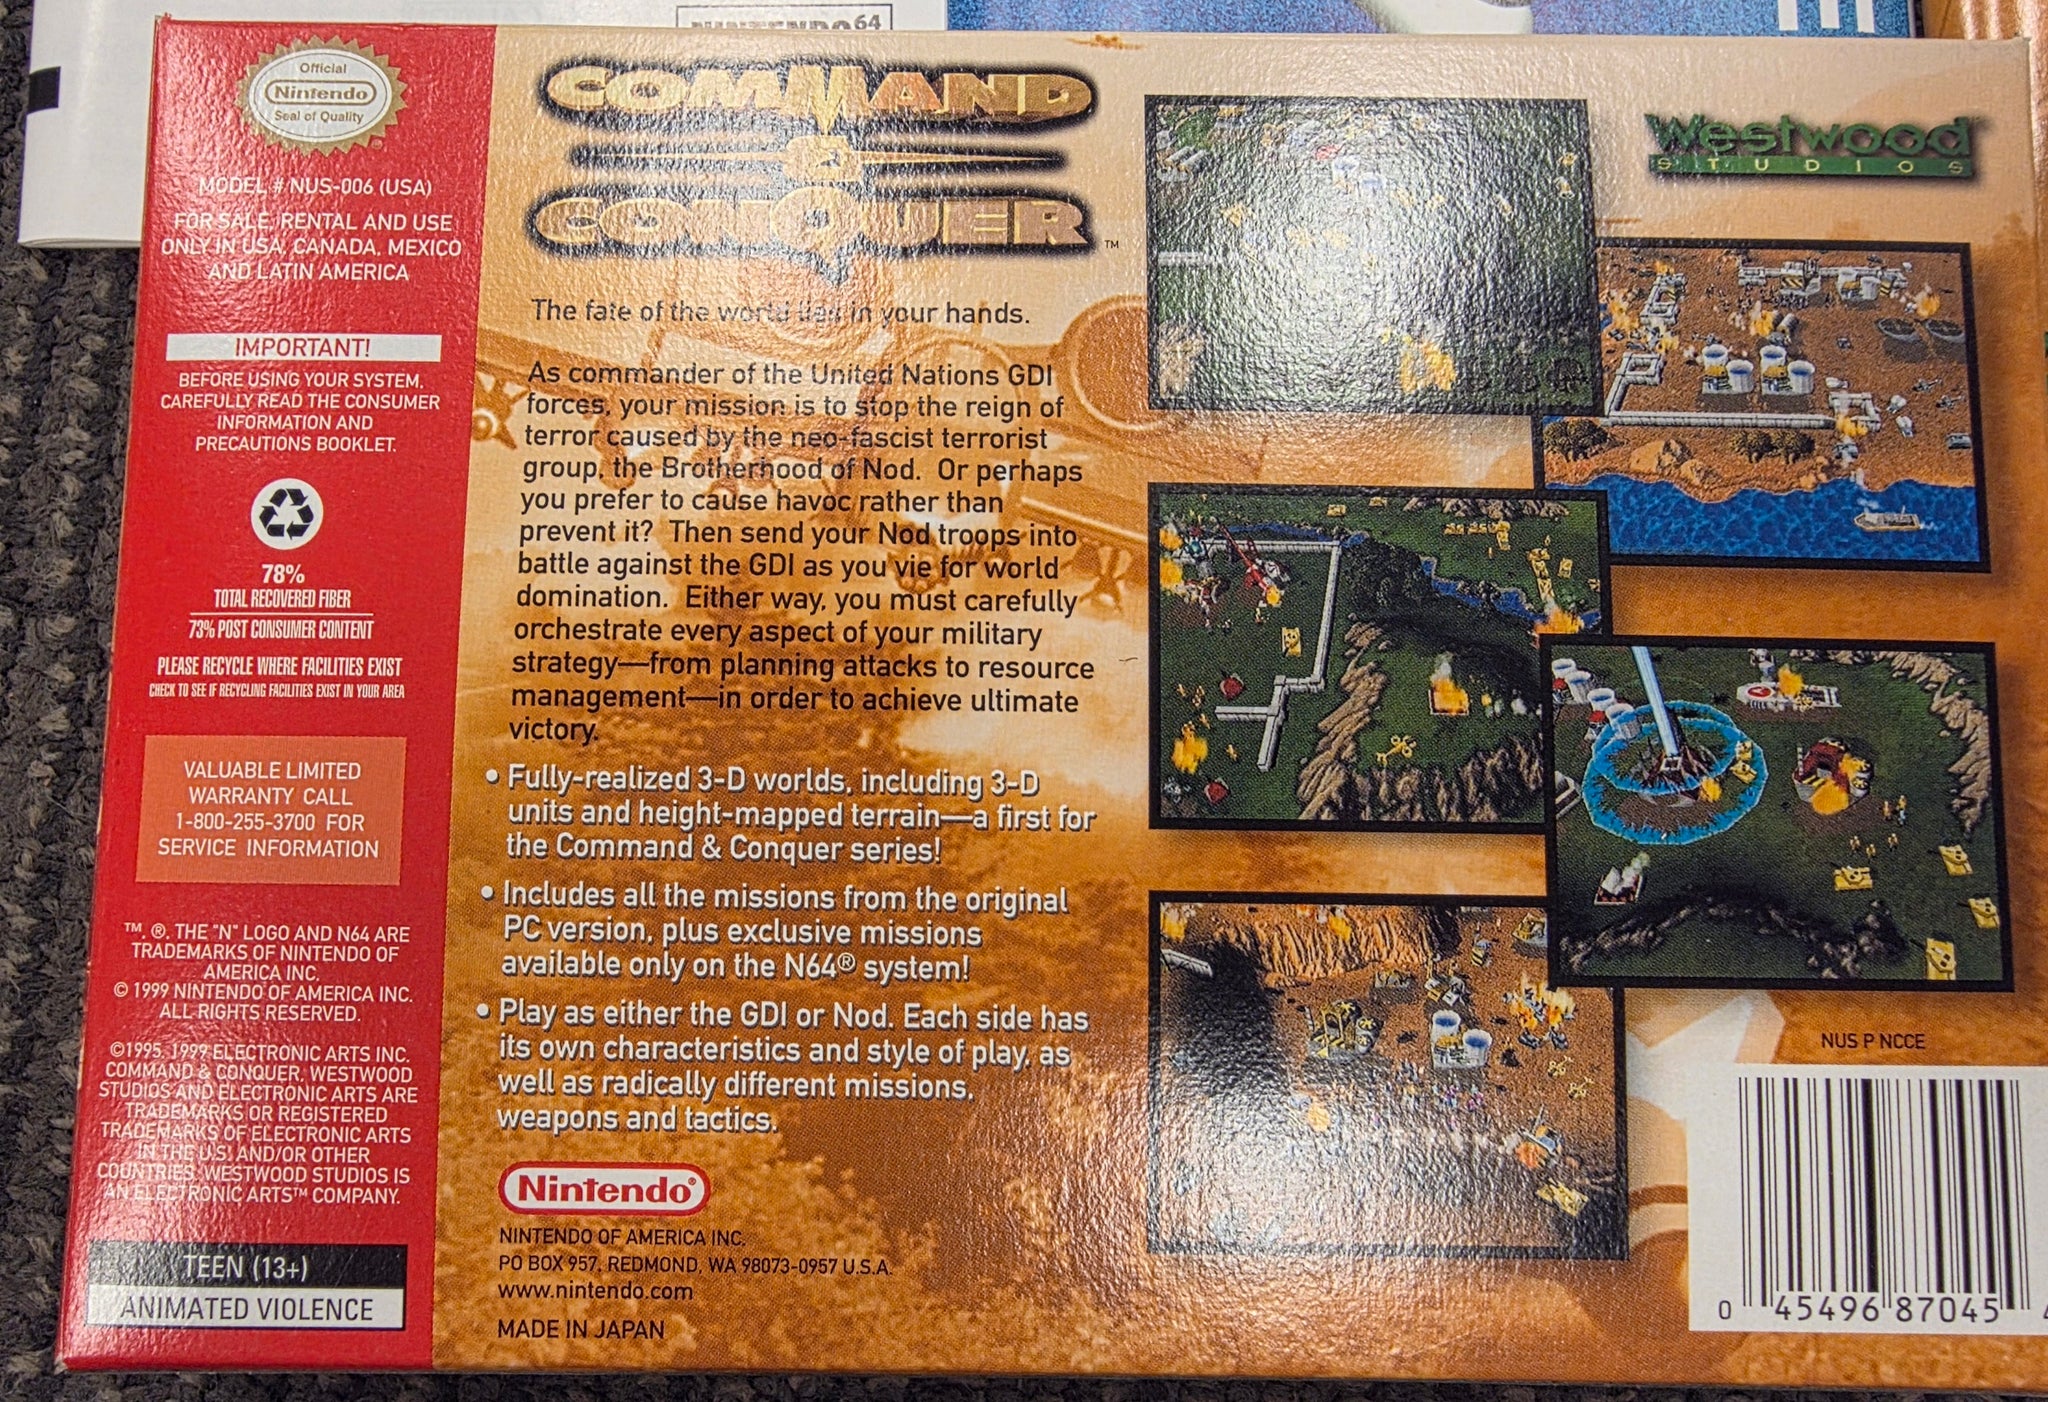 NINTENDO64
Official
Nintendo
Seal of Quality
MODEL # NUS-006 (USA)
FOR SALE, RENTAL AND USE
ONLY IN USA, CANADA, MEXICO
AND LATIN AMERICA
IMPORTANT!
BEFORE USING YOUR SYSTEM,
CAREFULLY READ THE CONSUMER
INFORMATION AND
PRECAUTIONS BOOKLET.
78%
TOTAL RECOVERED FIBER
73% POST CONSUMER CONTENT
PLEASE RECYCLE WHERE FACILITIES EXIST
CHECK TO SEE IF RECYCLING FACILITIES EXIST IN YOUR AREA
VALUABLE LIMITED
WARRANTY CALL
1-800-255-3700 FOR
SERVICE INFORMATION
™, ®, THE "N" LOGO AND N64 ARE
TRADEMARKS OF NINTENDO OF
AMERICA INC.
© 1999 NINTENDO OF AMERICA INC.
ALL RIGHTS RESERVED.
©1995, 1999 ELECTRONIC ARTS INC.
COMMAND & CONQUER, WESTWOOD
STUDIOS AND ELECTRONIC ARTS ARE
TRADEMARKS OR REGISTERED
TRADEMARKS OF ELECTRONIC ARTS
IN THE U.S. AND/OR OTHER
COUNTRIES. WESTWOOD STUDIOS IS
AN ELECTRONIC ARTS™ COMPANY.
TEEN (13+)
ANIMATED VIOLENCE
COMMAND
&
CONQUER™
The fate of the world lies in your hands.
As commander of the United Nations GDI
forces, your mission is to stop the reign of
terror caused by the neo-fascist terrorist
group, the Brotherhood of Nod. Or perhaps
you prefer to cause havoc rather than
prevent it? Then send your Nod troops into
battle against the GDI as you vie for world
domination. Either way, you must carefully
orchestrate every aspect of your military
strategy—from planning attacks to resource
management—in order to achieve ultimate
victory.
• Fully-realized 3-D worlds, including 3-D
units and height-mapped terrain—a first for
the Command & Conquer series!
• Includes all the missions from the original
PC version, plus exclusive missions
available only on the N64® system!
• Play as either the GDI or Nod. Each side has
its own characteristics and style of play, as
well as radically different missions,
weapons and tactics.
Nintendo®
NINTENDO OF AMERICA INC.
PO BOX 957, REDMOND, WA 98073-0957 U.S.A.
www.nintendo.com
MADE IN JAPAN
Westwood™
STUDIOS
NUS P NCCE
0 45496 87045 4